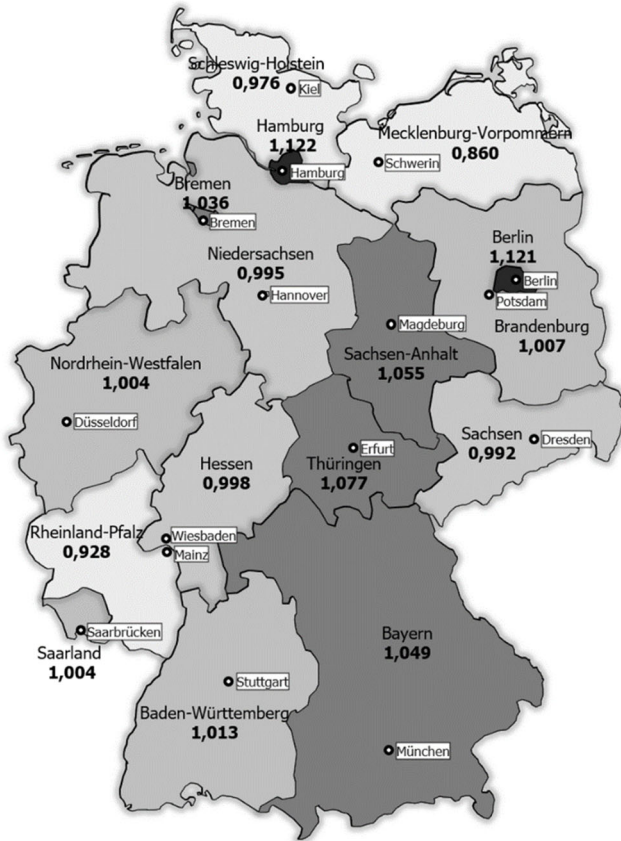 Schleswig-Holstein
0,976
Kiel
Hamburg
1,122
Hamburg
Mecklenburg-Vorpommern
0,860
Schwerin
Bremen
1,036
Bremen
Niedersachsen
0,995
Hannover
Berlin
1,121
Berlin
Potsdam
Brandenburg
1,007
Magdeburg
Sachsen-Anhalt
1,055
Nordrhein-Westfalen
1,004
Düsseldorf
Hessen
0,998
Erfurt
Thüringen
1,077
Sachsen
0,992
Dresden
Rheinland-Pfalz
0,928
Wiesbaden
Mainz
Saarbrücken
Saarland
1,004
Bayern
1,049
Stuttgart
Baden-Württemberg
1,013
München